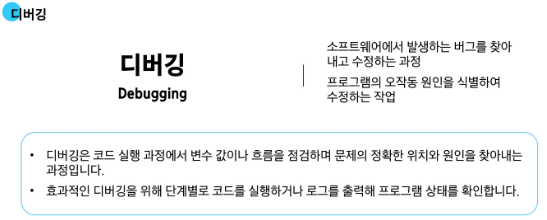 디버깅
디버깅
Debugging
소프트웨어에서 발생하는 버그를 찾아
내고 수정하는 과정
프로그램의 오작동 원인을 식별하여
수정하는 작업
• 디버깅은 코드 실행 과정에서 변수 값이나 흐름을 점검하며 문제의 정확한 위치와 원인을 찾아내는
과정입니다.
• 효과적인 디버깅을 위해 단계별로 코드를 실행하거나 로그를 출력해 프로그램 상태를 확인합니다.